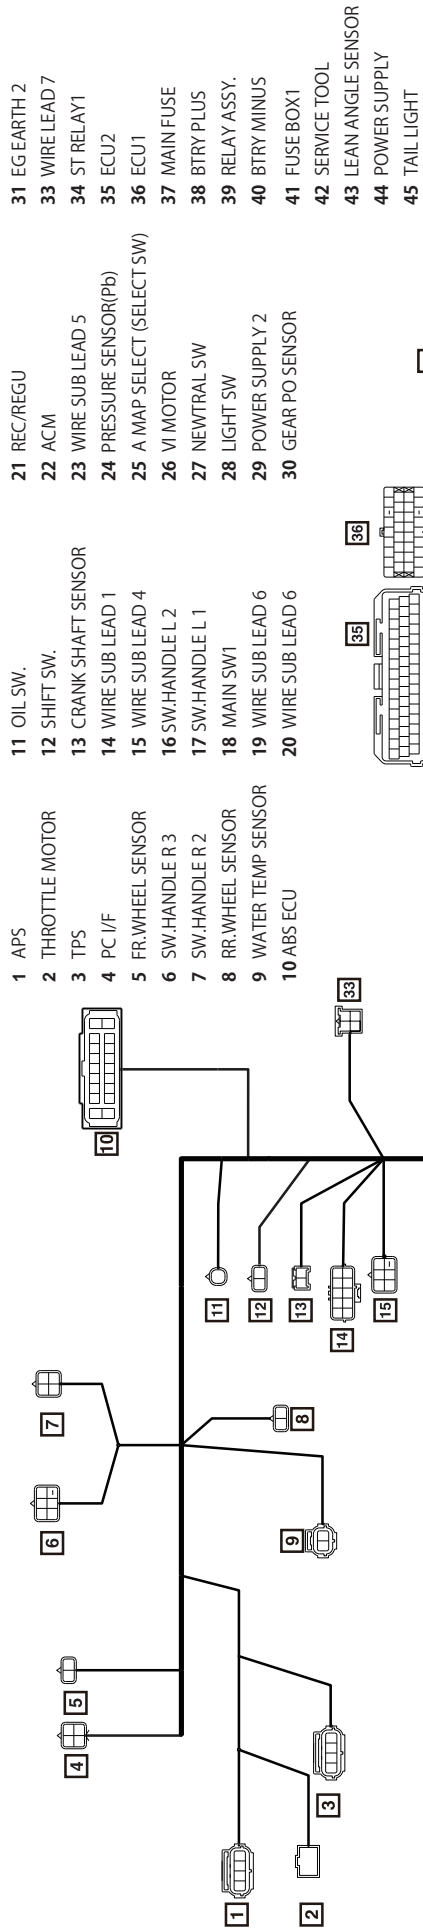 1 APS
2 THROTTLE MOTOR
3 TPS
4 PC I/F
5 FR.WHEEL SENSOR
6 SW.HANDLE R 3
7 SW.HANDLE R 2
8 RR.WHEEL SENSOR
9 WATER TEMP SENSOR
10 ABS ECU
11 OIL SW.
12 SHIFT SW.
13 CRANK SHAFT SENSOR
14 WIRE SUB LEAD 1
15 WIRE SUB LEAD 4
16 SW.HANDLE L 2
17 SW.HANDLE L 1
18 MAIN SW1
19 WIRE SUB LEAD 6
20 WIRE SUB LEAD 6
21 REC/REGU
22 ACM
23 WIRE SUB LEAD 5
24 PRESSURE SENSOR(Pb)
25 A MAP SELECT (SELECT SW)
26 VI MOTOR
27 NEWTRAL SW
28 LIGHT SW
29 POWER SUPPLY 2
30 GEAR PO SENSOR
31 EG EARTH 2
33 WIRE LEAD 7
34 ST RELAY1
35 ECU2
36 ECU1
37 MAIN FUSE
38 BTRY PLUS
39 RELAY ASSY.
40 BTRY MINUS
41 FUSE BOX1
42 SERVICE TOOL
43 LEAN ANGLE SENSOR
44 POWER SUPPLY
45 TAIL LIGHT
1
2
3
4
5
6
7
8
9
10
11
12
13
14
15
33
35
36